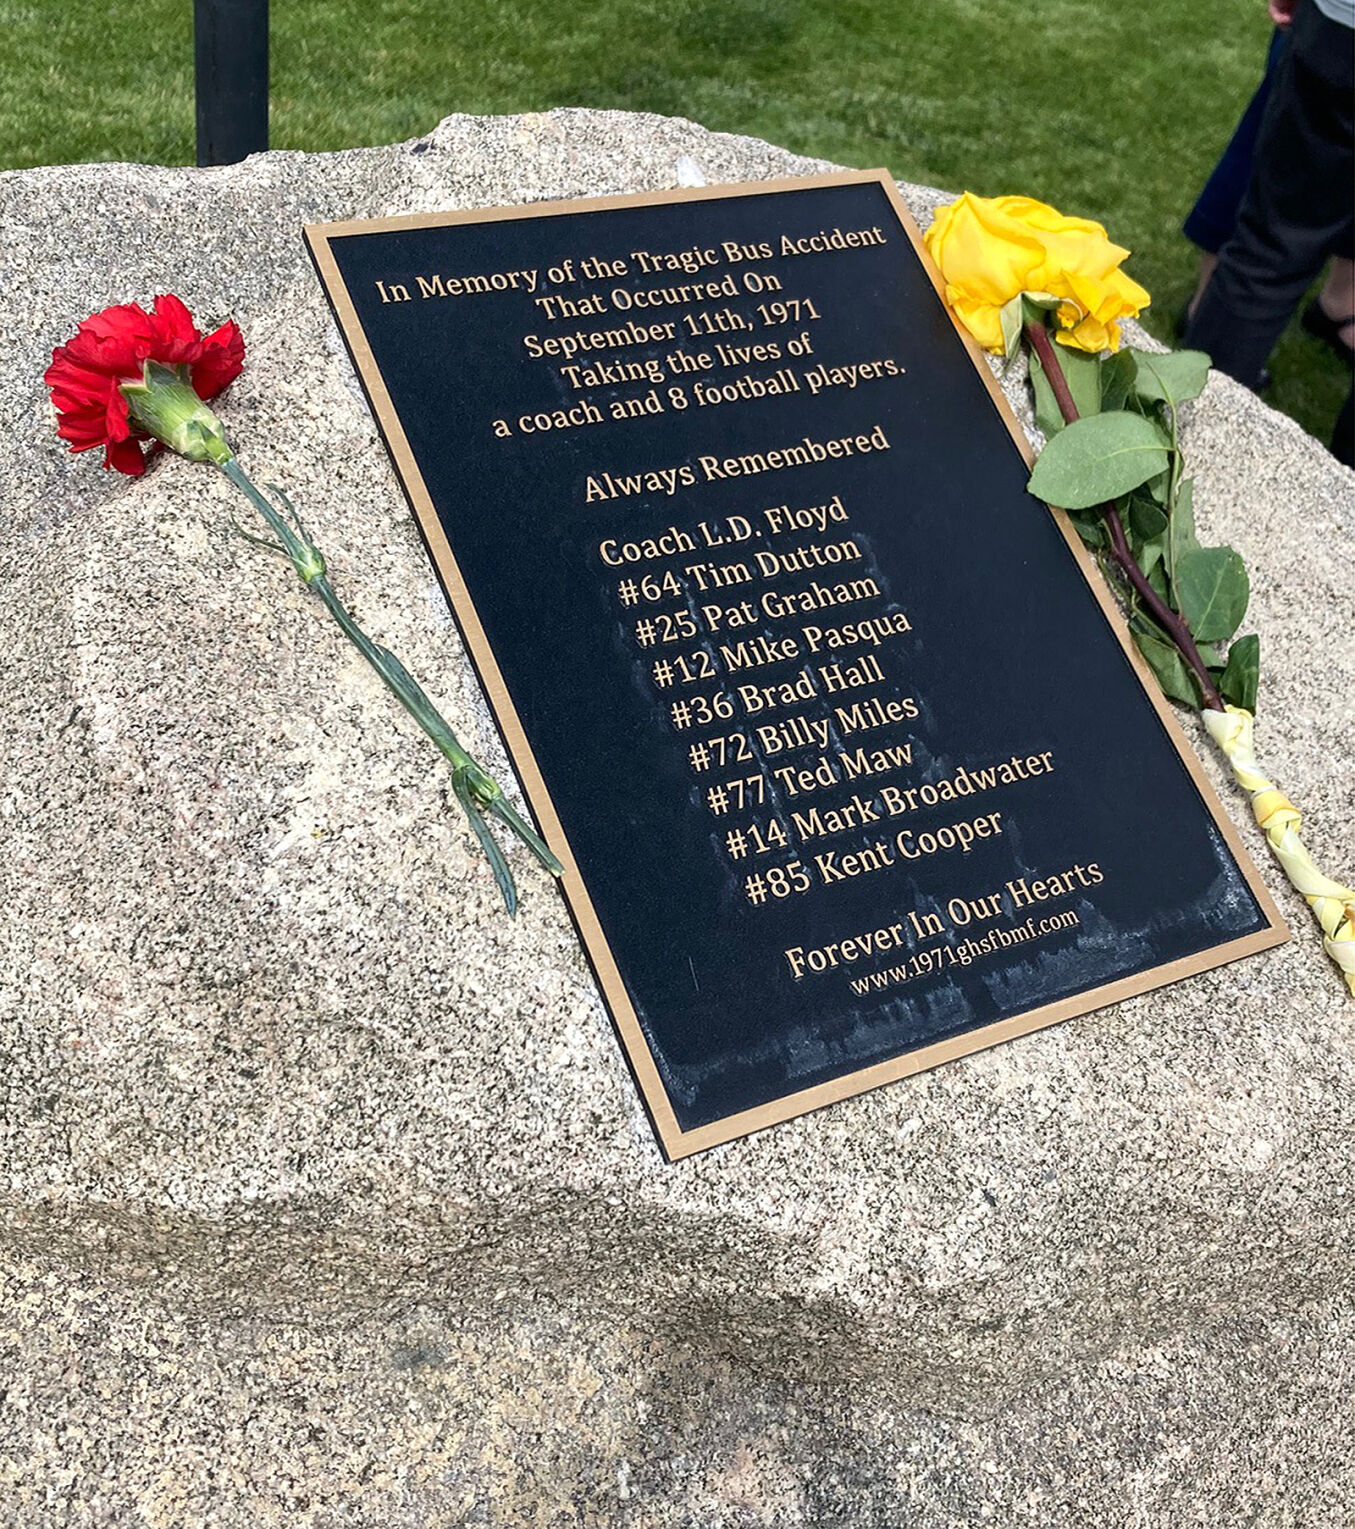 In Memory of the Tragic Bus Accident
That Occurred On
September 11th, 1971
Taking the lives of
a coach and 8 football players.
Always Remembered
Coach L.D. Floyd
#64 Tim Dutton
#25 Pat Graham
#12 Mike Pasqua
#36 Brad Hall
#72 Billy Miles
#77 Ted Maw
#14 Mark Broadwater
#85 Kent Cooper
Forever In Our Hearts
www.1971ghsfbmf.com